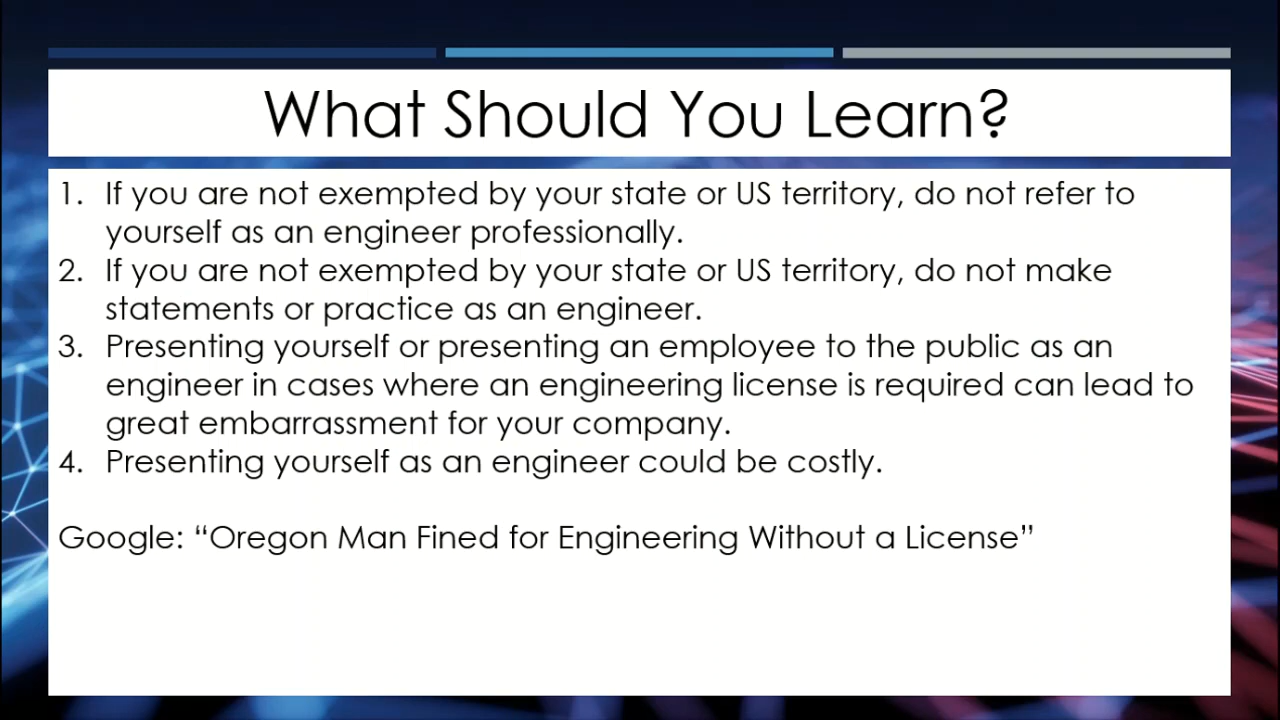 What Should You Learn?
1. If you are not exempted by your state or US territory, do not refer to
yourself as an engineer professionally.
2. If you are not exempted by your state or US territory, do not make
statements or practice as an engineer.
3. Presenting yourself or presenting an employee to the public as an
engineer in cases where an engineering license is required can lead to
great embarrassment for your company.
4. Presenting yourself as an engineer could be costly.
Google: “Oregon Man Fined for Engineering Without a License”